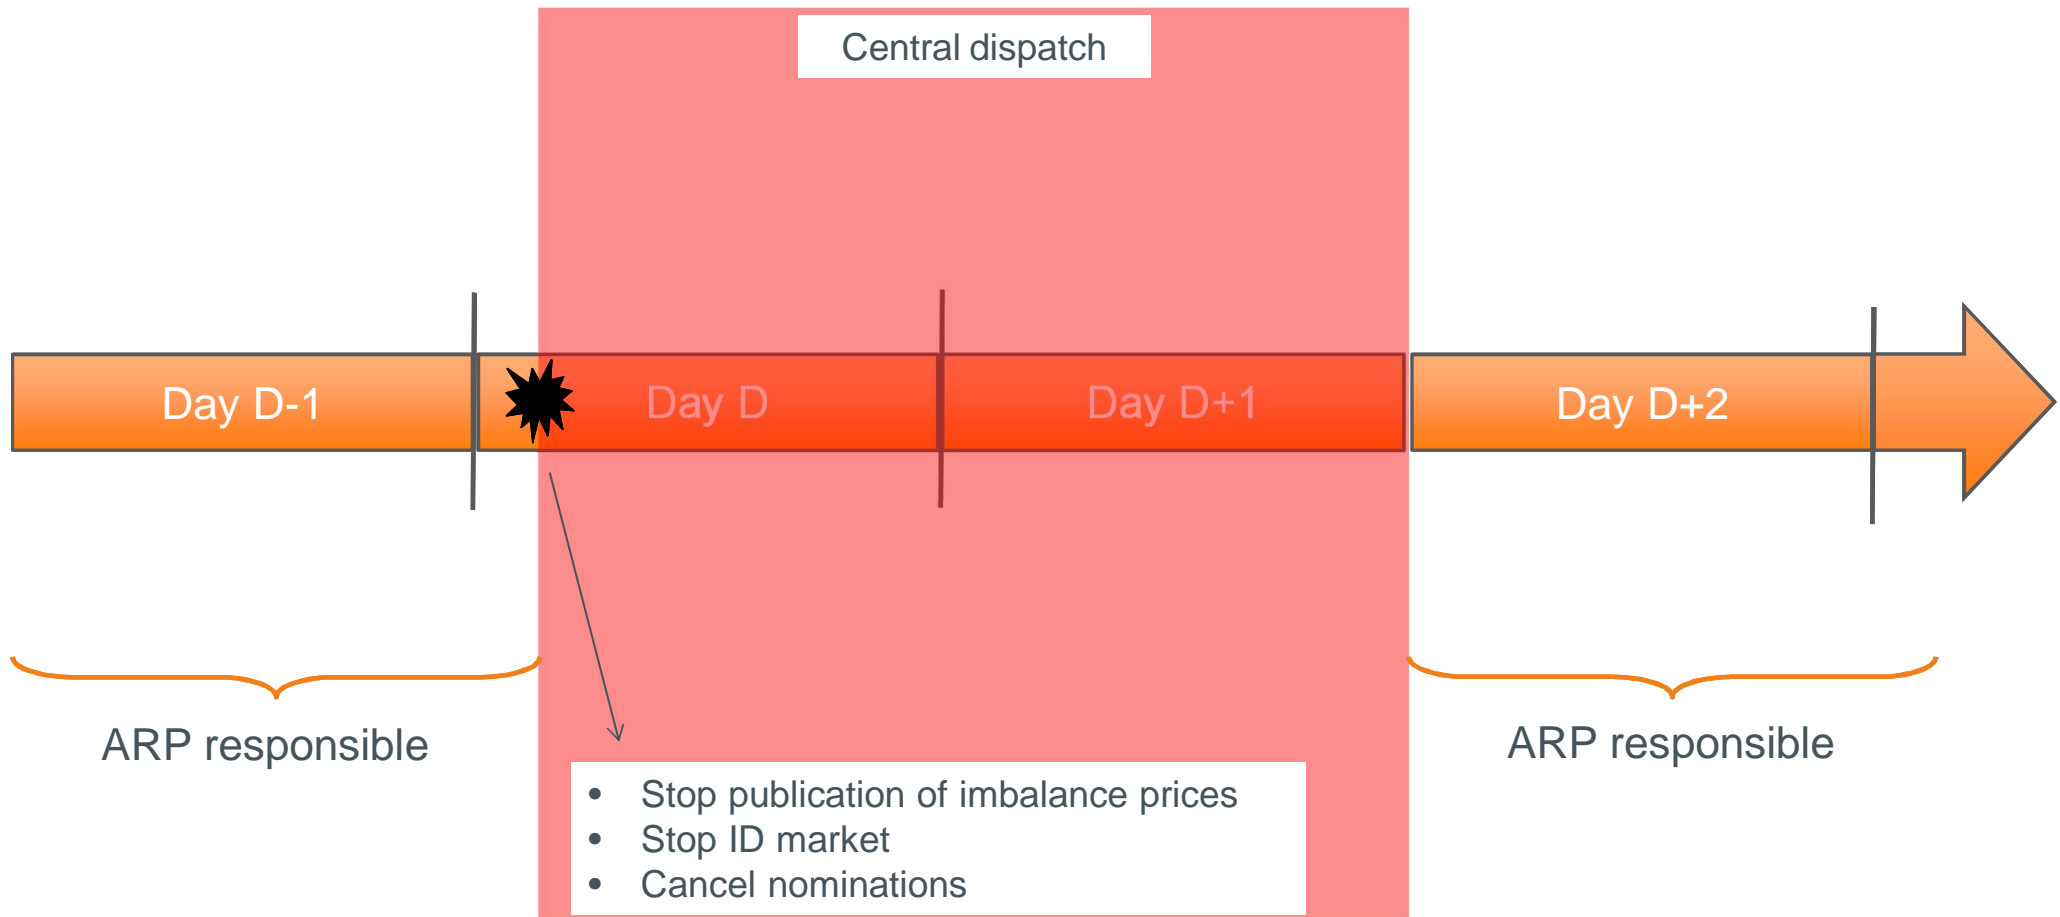 Central dispatch
Day D-1
Day D
Day D+1
Day D+2
ARP responsible
ARP responsible
• Stop publication of imbalance prices
• Stop ID market
• Cancel nominations